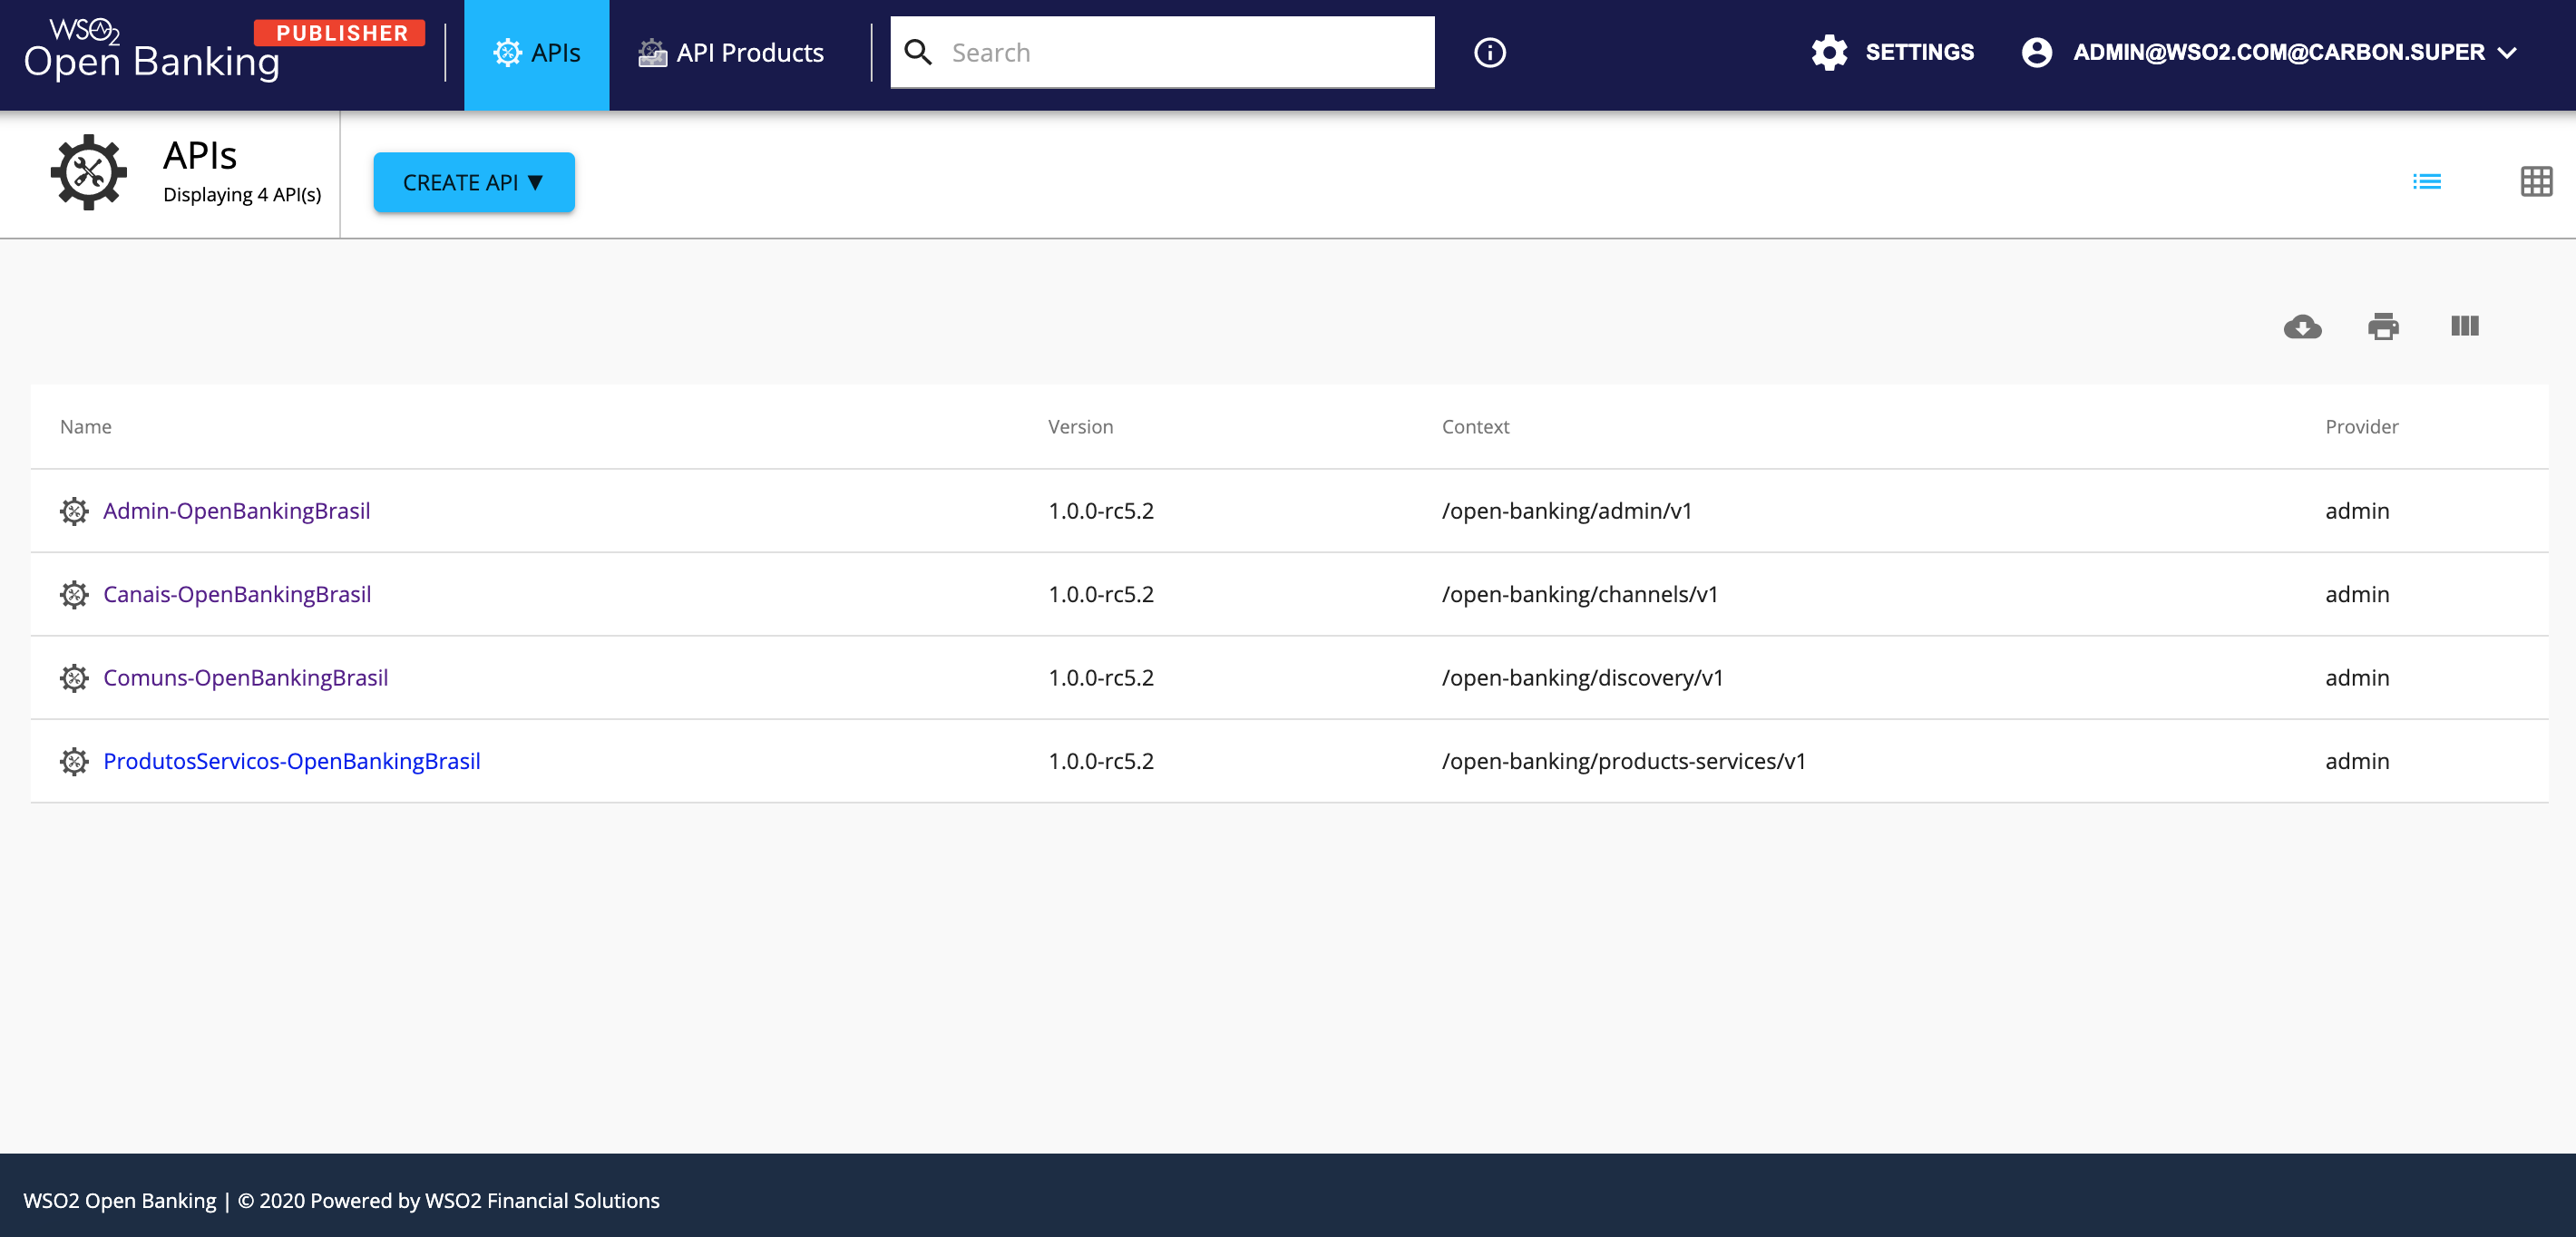 WSO2
Open Banking
PUBLISHER
APIs
API Products
Search
SETTINGS
ADMIN@WSO2.COM@CARBON.SUPER
APIs
Displaying 4 API(s)
CREATE API ▼
Name Version Context Provider
Admin-OpenBankingBrasil 1.0.0-rc5.2 /open-banking/admin/v1 admin
Canais-OpenBankingBrasil 1.0.0-rc5.2 /open-banking/channels/v1 admin
Comuns-OpenBankingBrasil 1.0.0-rc5.2 /open-banking/discovery/v1 admin
ProdutosServicos-OpenBankingBrasil 1.0.0-rc5.2 /open-banking/products-services/v1 admin
WSO2 Open Banking | © 2020 Powered by WSO2 Financial Solutions